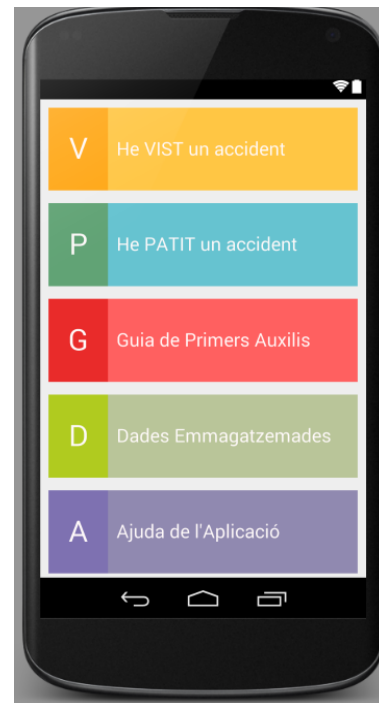 V He VIST un accident
P He PATIT un accident
G Guia de Primers Auxilis
D Dades Emmagatzemades
A Ajuda de l'Aplicació